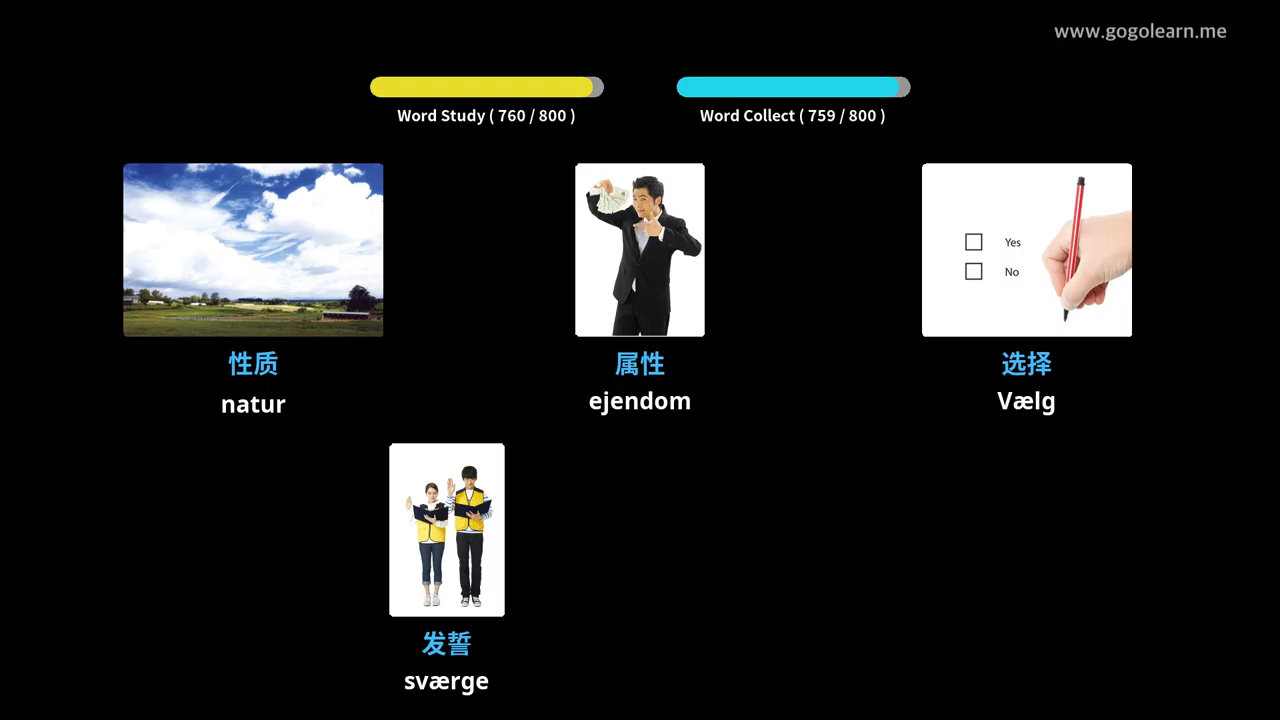 www.gogolearn.me
Word Study ( 760 / 800 )
Word Collect ( 759 / 800 )
Yes
No
性质
natur
属性
ejendom
选择
Vælg
发誓
sværge